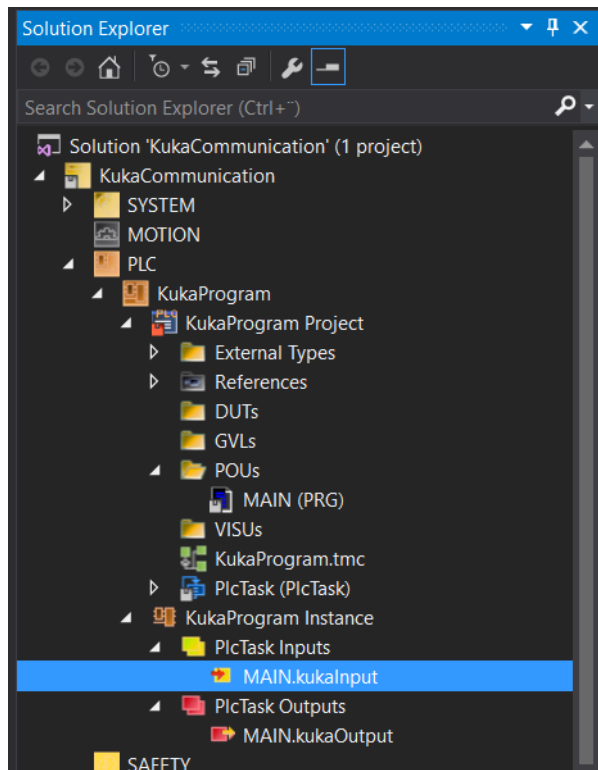 Solution Explorer
Search Solution Explorer (Ctrl+¨)
Solution 'KukaCommunication' (1 project)
KukaCommunication
SYSTEM
MOTION
PLC
KukaProgram
KukaProgram Project
External Types
References
DUTs
GVLs
POUs
MAIN (PRG)
VISUs
KukaProgram.tmc
PlcTask (PlcTask)
KukaProgram Instance
PlcTask Inputs
MAIN.kukaInput
PlcTask Outputs
MAIN.kukaOutput
SAFETY